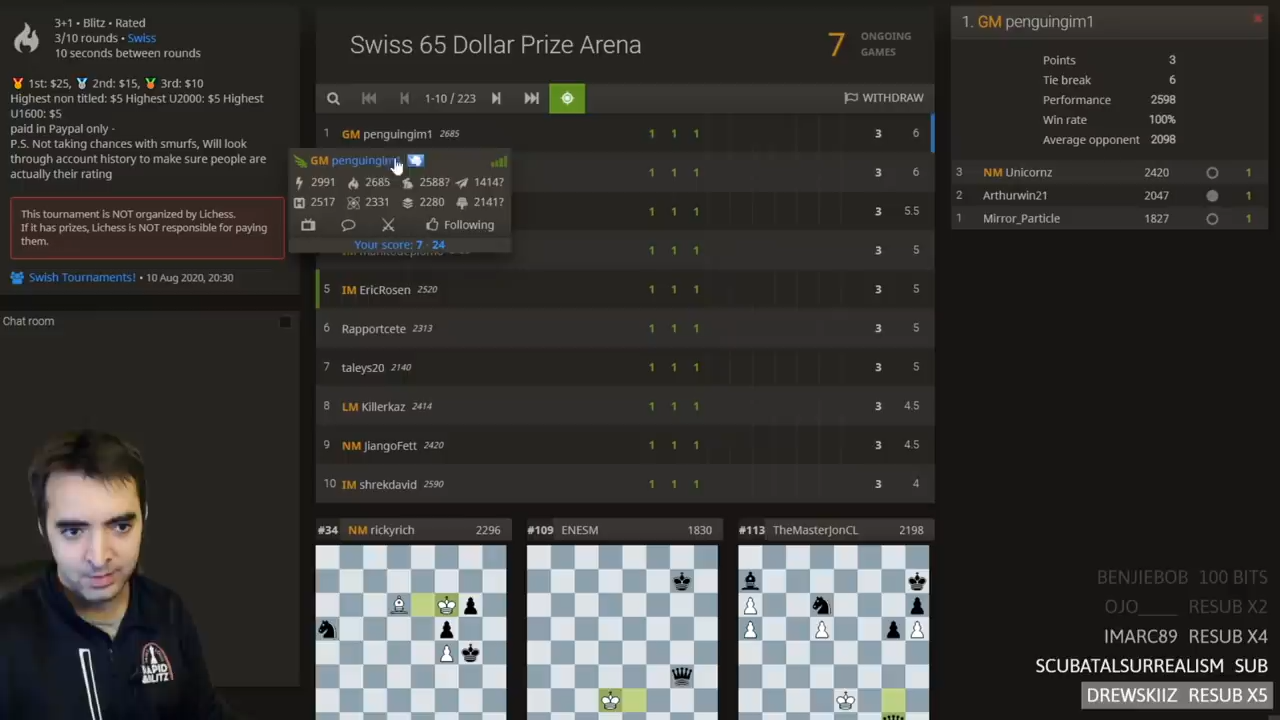 3+1 • Blitz • Rated
3/10 rounds • Swiss
10 seconds between rounds
1st: $25, 2nd: $15, 3rd: $10
Highest non titled: $5 Highest U2000: $5 Highest
U1600: $5
paid in Paypal only -
P.S. Not taking chances with smurfs, Will look
through account history to make sure people are
actually their rating
This tournament is NOT organized by Lichess.
If it has prizes, Lichess is NOT responsible for paying
them.
Swish Tournaments! • 10 Aug 2020, 20:30
Chat room
Swiss 65 Dollar Prize Arena
7 ONGOING
GAMES
1-10 / 223
WITHDRAW
1 GM penguingim1 2685 1 1 1 3 6
1 1 1 3 6
1 1 1 3 5.5
1 1 1 3 5
5 IM EricRosen 2520 1 1 1 3 5
6 Rapportcete 2313 1 1 1 3 5
7 taleys20 2140 1 1 1 3 5
8 LM Killerkaz 2414 1 1 1 3 4.5
9 NM JiangoFett 2420 1 1 1 3 4.5
10 IM shrekdavid 2590 1 1 1 3 4
GM penguingim1
2991 2685 2588? 1414?
2517 2331 2280 2141?
Following
Your score: 7 - 24
#34 NM rickyrich 2296
#109 ENESM 1830
#113 TheMasterJonCL 2198
1. GM penguingim1
Points 3
Tie break 6
Performance 2598
Win rate 100%
Average opponent 2098
3 NM Unicornz 2420 1
2 Arthurwin21 2047 1
1 Mirror_Particle 1827 1
RAPID
BLITZ
BENJIEBOB 100 BITS
OJO____ RESUB X2
IMARC89 RESUB X4
SCUBATALSURREALISM SUB
DREWSKIIZ RESUB X5